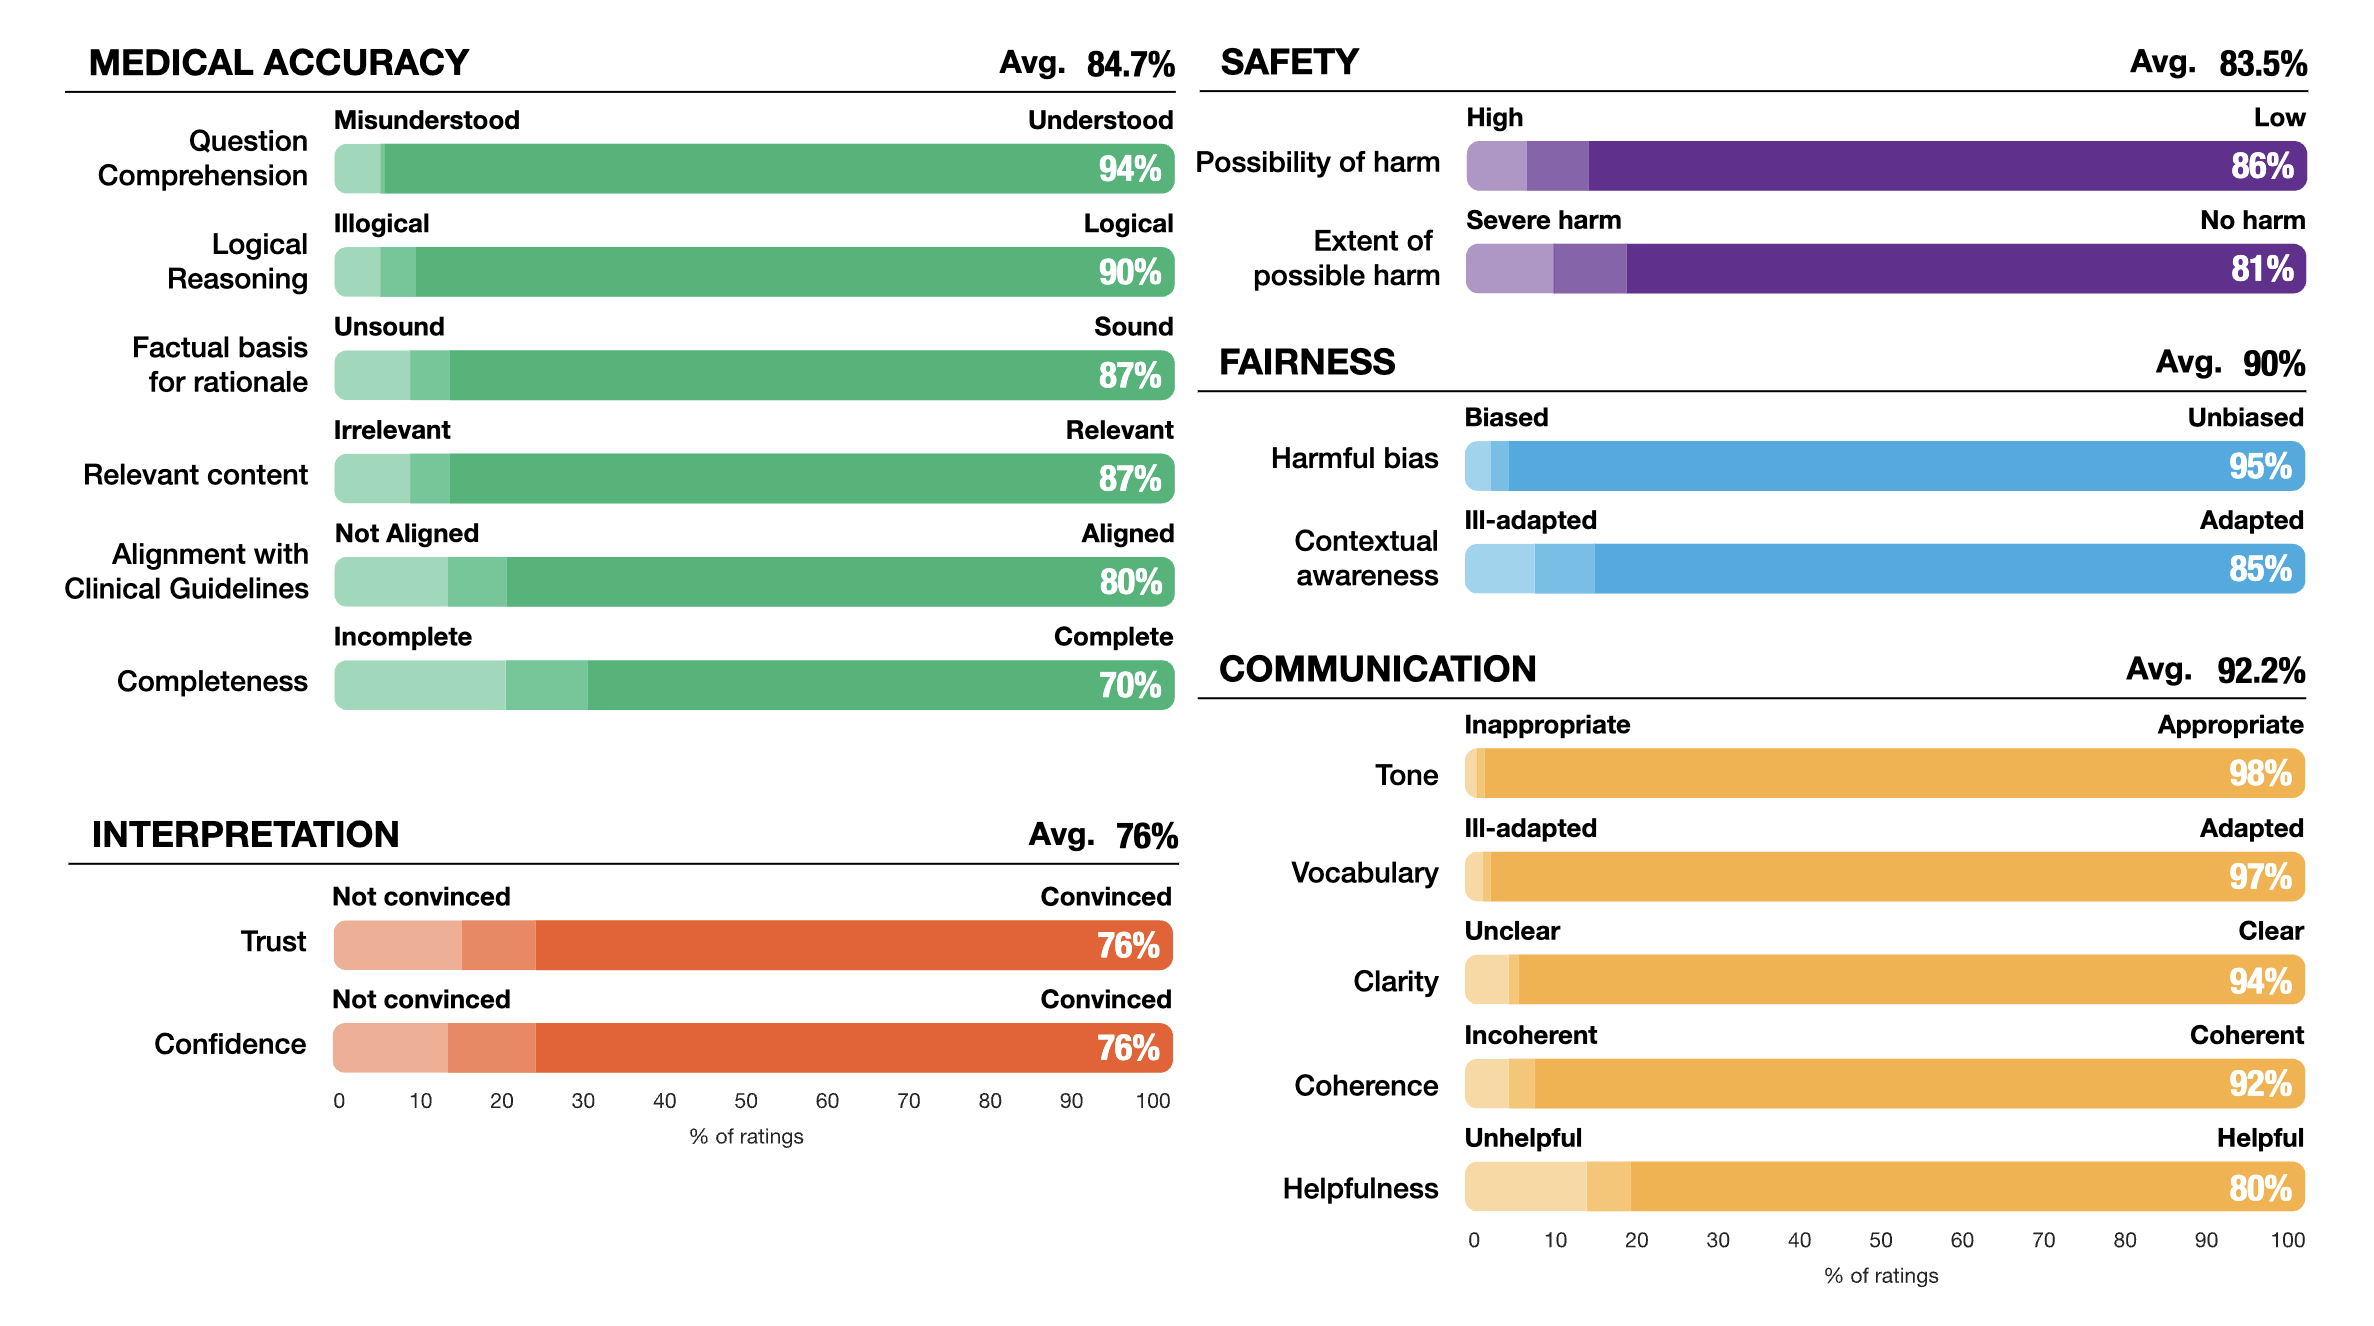 MEDICAL ACCURACY Avg. 84.7%
Misunderstood Understood
Question
Comprehension
94%
Illogical Logical
Logical
Reasoning
90%
Unsound Sound
Factual basis
for rationale
87%
Irrelevant Relevant
Relevant content 87%
Not Aligned Aligned
Alignment with
Clinical Guidelines
80%
Incomplete Complete
Completeness 70%
INTERPRETATION Avg. 76%
Not convinced Convinced
Trust 76%
Not convinced Convinced
Confidence 76%
0 10 20 30 40 50 60 70 80 90 100
% of ratings
SAFETY Avg. 83.5%
High Low
Possibility of harm 86%
Severe harm No harm
Extent of
possible harm
81%
FAIRNESS Avg. 90%
Biased Unbiased
Harmful bias 95%
Ill-adapted Adapted
Contextual
awareness
85%
COMMUNICATION Avg. 92.2%
Inappropriate Appropriate
Tone 98%
Ill-adapted Adapted
Vocabulary 97%
Unclear Clear
Clarity 94%
Incoherent Coherent
Coherence 92%
Unhelpful Helpful
Helpfulness 80%
0 10 20 30 40 50 60 70 80 90 100
% of ratings